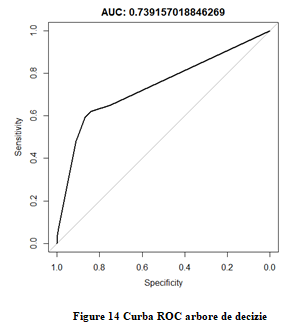 AUC: 0.739157018846269
1.0
0.8
0.6
0.4
0.2
0.0
Sensitivity
1.0 0.8 0.6 0.4 0.2 0.0
Specificity
Figure 14 Curba ROC arbore de decizie